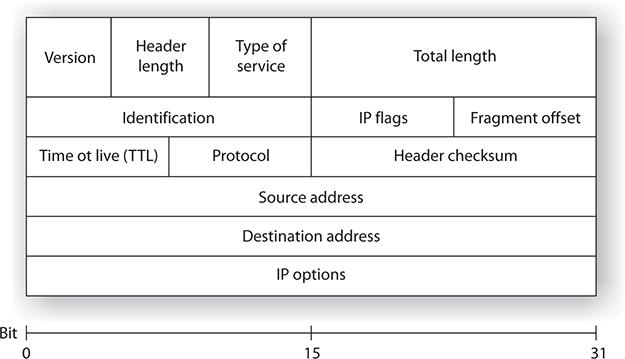 Version
Header
length
Type of
service
Total length
Identification
IP flags
Fragment offset
Time ot live (TTL)
Protocol
Header checksum
Source address
Destination address
IP options
Bit
0
15
31